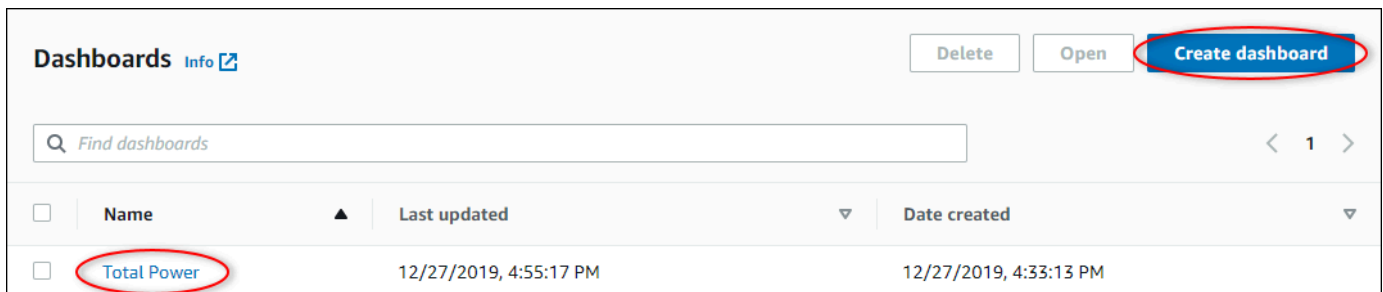 Dashboards Info
Delete Open Create dashboard
Find dashboards
1
Name Last updated Date created
Total Power 12/27/2019, 4:55:17 PM 12/27/2019, 4:33:13 PM